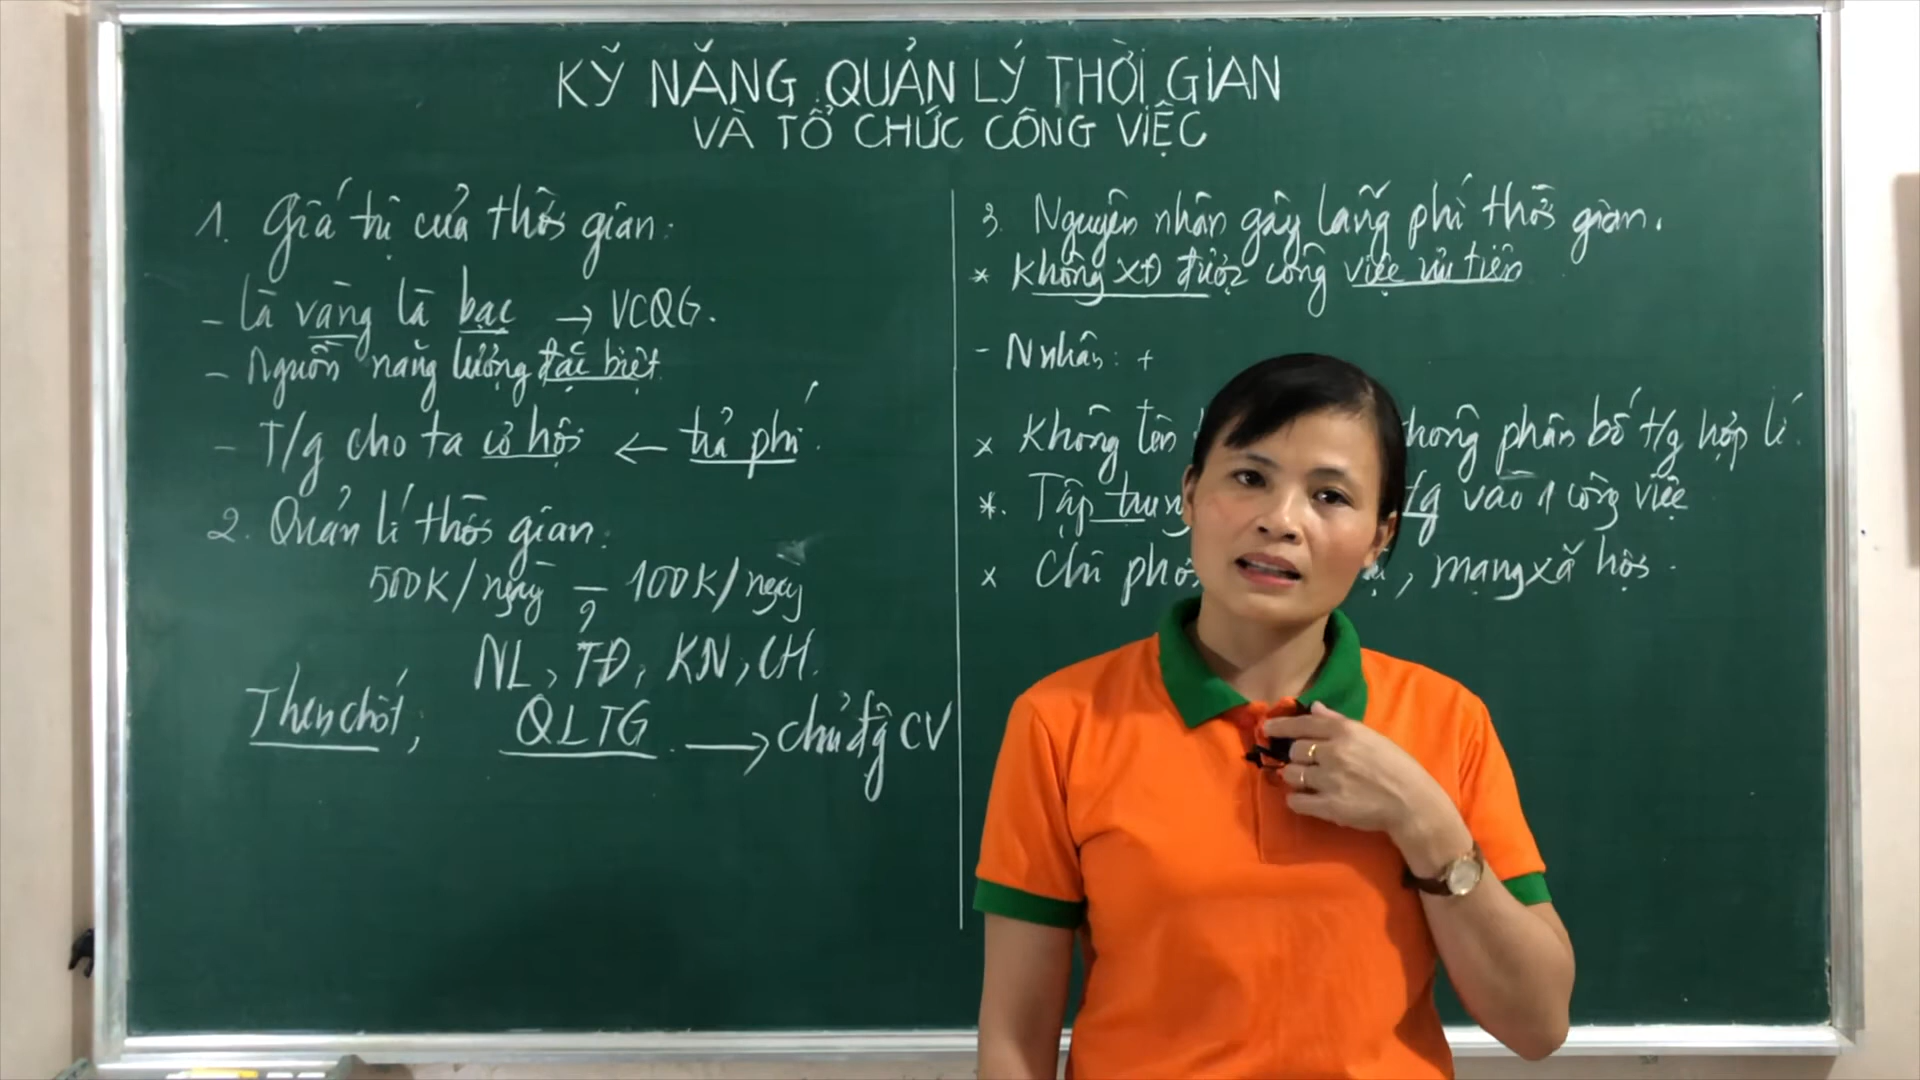 KỸ NĂNG QUẢN LÝ THỜI GIAN
VÀ TỔ CHỨC CÔNG VIỆC
1. Giá trị của thời gian:
- là vàng là bạc → VCQG.
- Nguồn năng lượng đặc biệt
- T/g cho ta cơ hội ← trả phí.
2. Quản lí thời gian:
500K/ngày – 100K/ngày
?
NL, TĐ, KN, CH.
Then chốt, QLTG → chủ độg CV
3. Nguyên nhân gây lãng phí thời gian.
* Không XĐ được công việc ưu tiên
- N nhân: +
x Không lên không phân bố t/g hợp lí.
*. Tập trung t/g vào 1 công việc
x Chi phối , mạng xã hội.